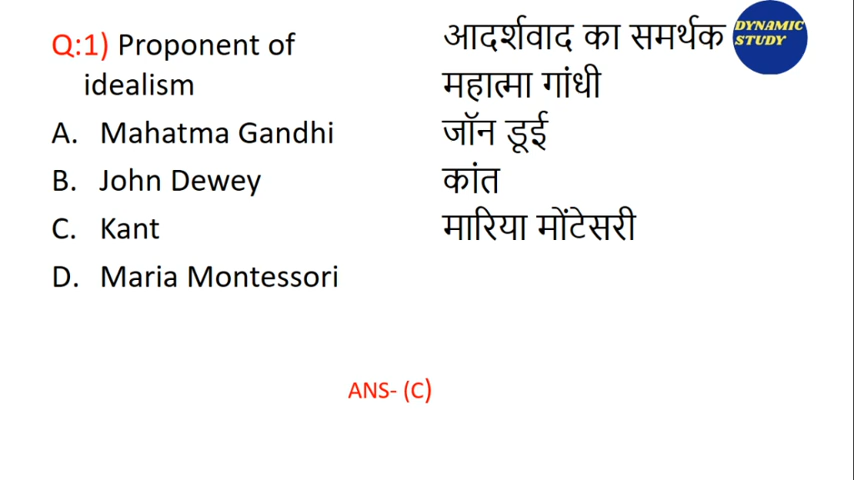 Q:1) Proponent of
idealism
A. Mahatma Gandhi
B. John Dewey
C. Kant
D. Maria Montessori
आदर्शवाद का समर्थक
महात्मा गांधी
जॉन डूई
कांत
मारिया मोंटेसरी
DYNAMIC
STUDY
ANS- (C)